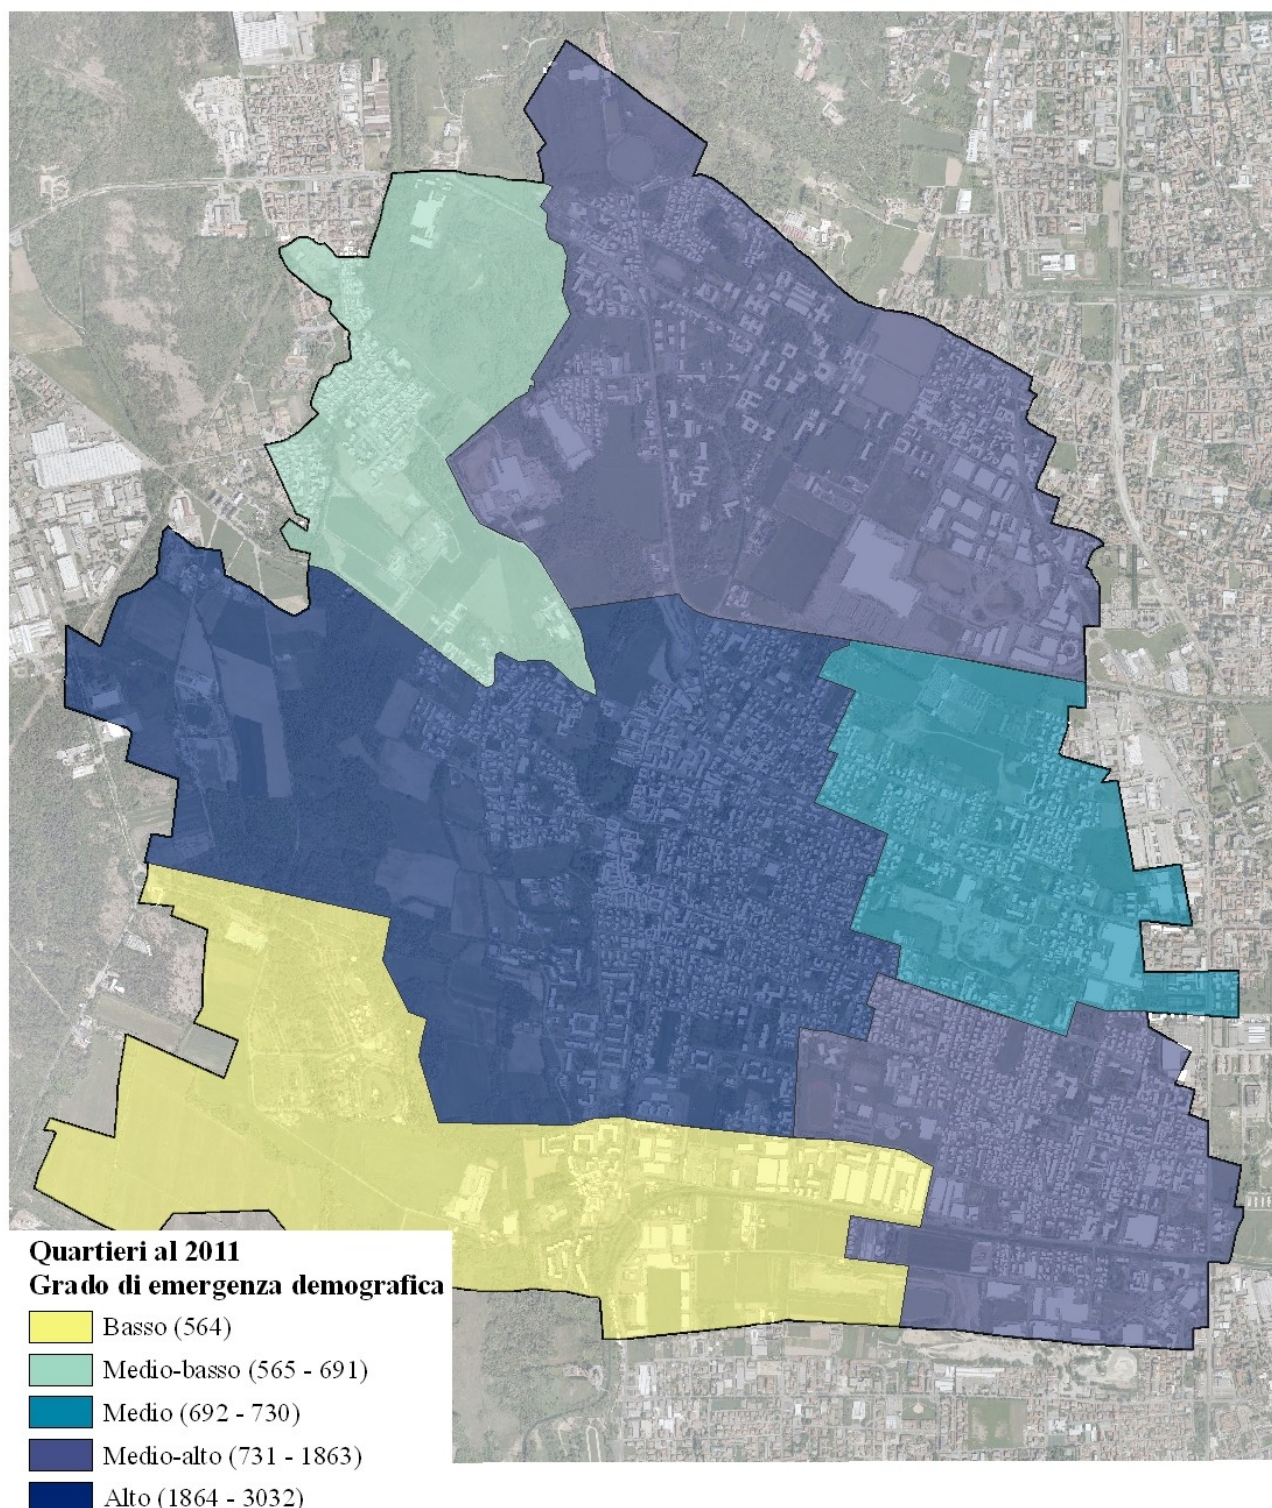 Quartieri al 2011
Grado di emergenza demografica
Basso (564)
Medio-basso (565 - 691)
Medio (692 - 730)
Medio-alto (731 - 1863)
Alto (1864 - 3032)